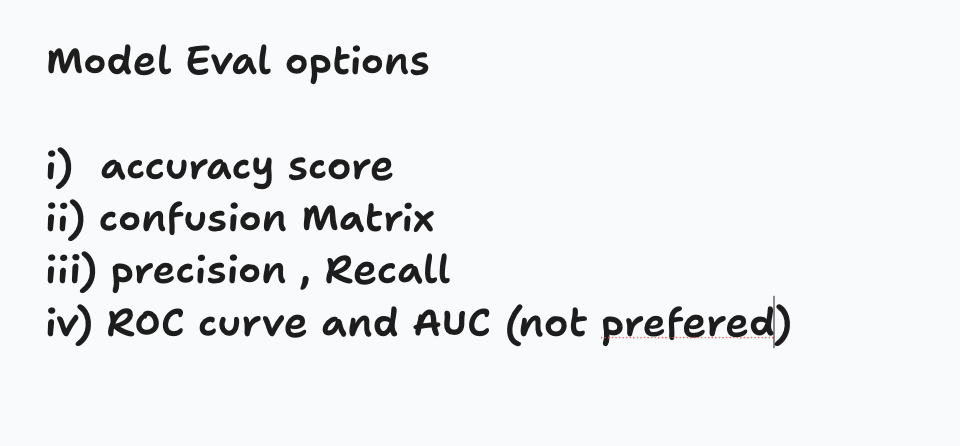 Model Eval options
i) accuracy score
ii) confusion Matrix
iii) precision , Recall
iv) ROC curve and AUC (not prefered)